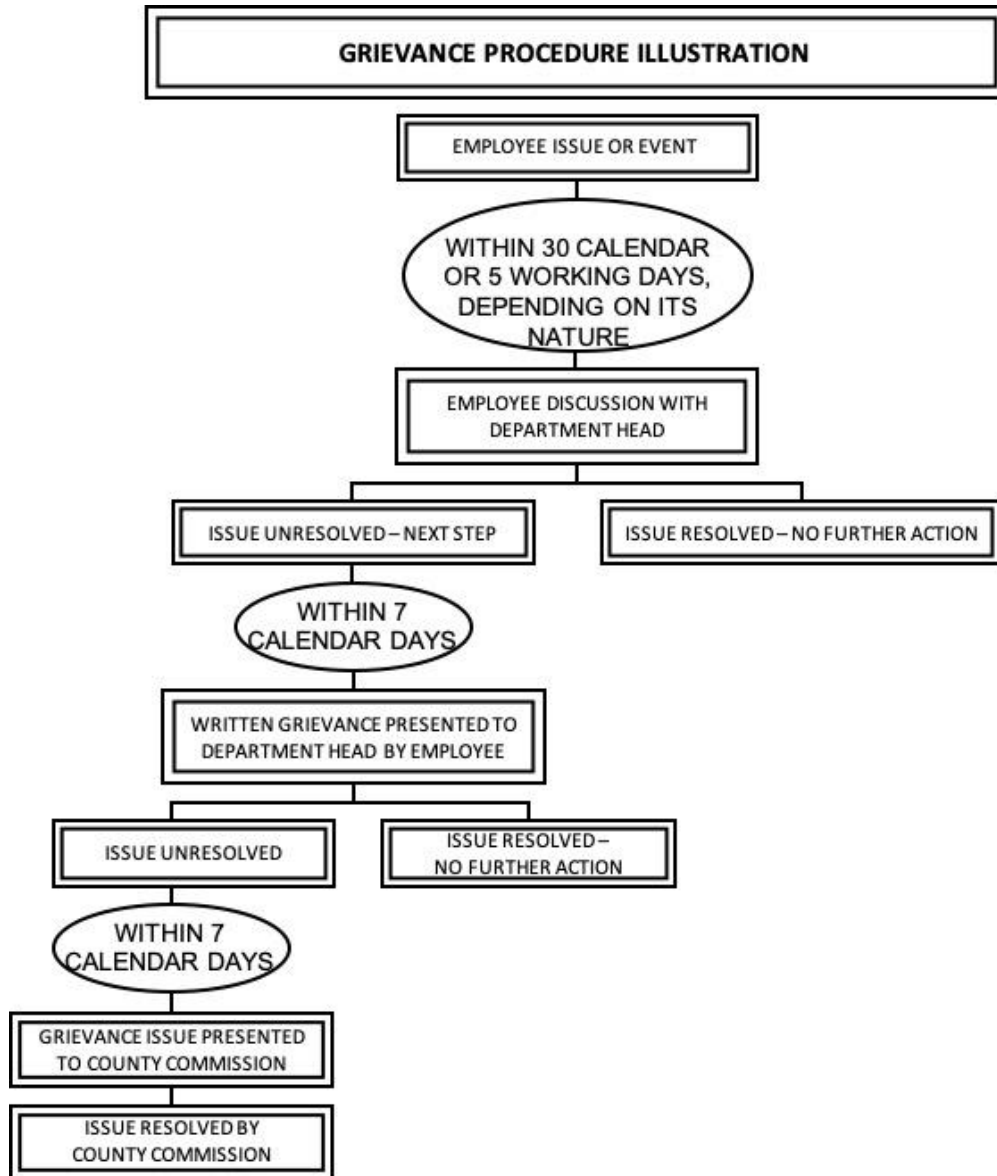 GRIEVANCE PROCEDURE ILLUSTRATION
EMPLOYEE ISSUE OR EVENT
WITHIN 30 CALENDAR
OR 5 WORKING DAYS,
DEPENDING ON ITS
NATURE
EMPLOYEE DISCUSSION WITH
DEPARTMENT HEAD
ISSUE UNRESOLVED – NEXT STEP
ISSUE RESOLVED – NO FURTHER ACTION
WITHIN 7
CALENDAR DAYS
WRITTEN GRIEVANCE PRESENTED TO
DEPARTMENT HEAD BY EMPLOYEE
ISSUE UNRESOLVED
ISSUE RESOLVED –
NO FURTHER ACTION
WITHIN 7
CALENDAR DAYS
GRIEVANCE ISSUE PRESENTED
TO COUNTY COMMISSION
ISSUE RESOLVED BY
COUNTY COMMISSION